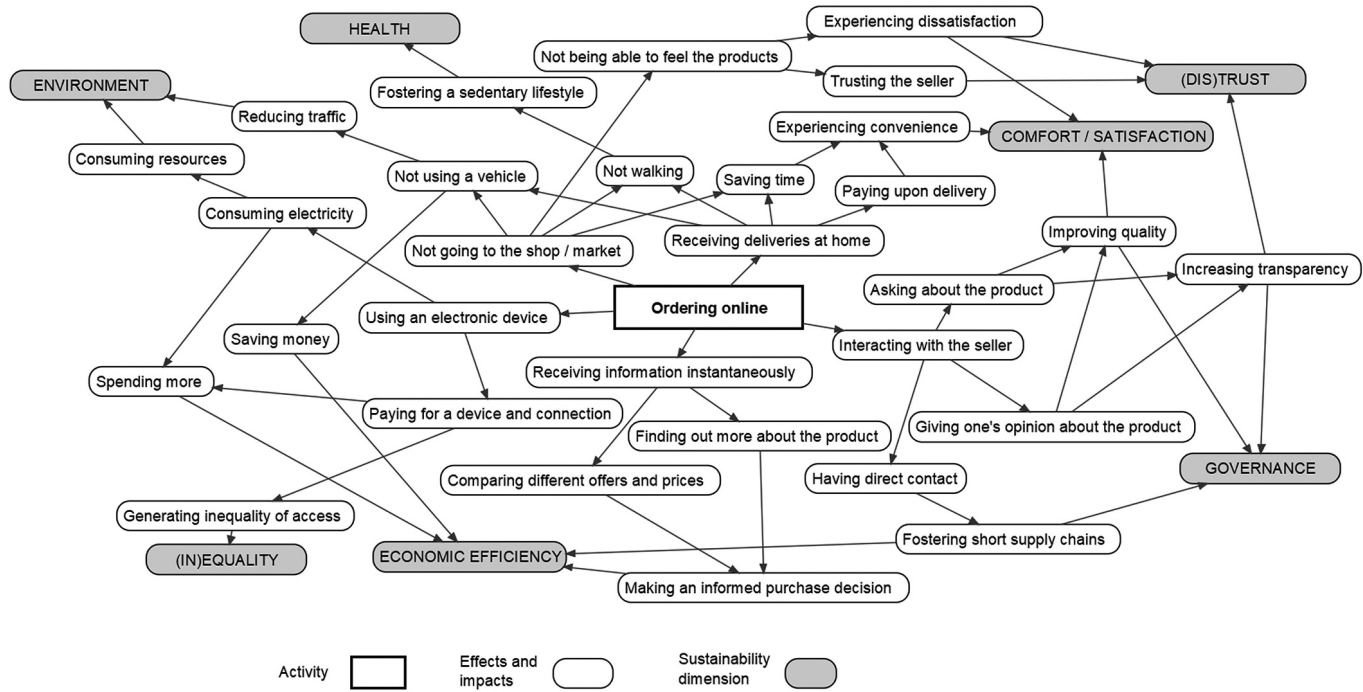 Experiencing dissatisfaction
HEALTH
Not being able to feel the products
(DIS)TRUST
Trusting the seller
ENVIRONMENT
Fostering a sedentary lifestyle
Reducing traffic
Experiencing convenience
COMFORT / SATISFACTION
Consuming resources
Not walking
Not using a vehicle
Saving time
Paying upon delivery
Consuming electricity
Improving quality
Receiving deliveries at home
Not going to the shop / market
Increasing transparency
Asking about the product
Ordering online
Using an electronic device
Saving money
Interacting with the seller
Receiving information instantaneously
Spending more
Paying for a device and connection
Giving one's opinion about the product
Finding out more about the product
GOVERNANCE
Comparing different offers and prices
Having direct contact
Generating inequality of access
Fostering short supply chains
(IN)EQUALITY
ECONOMIC EFFICIENCY
Making an informed purchase decision
Activity
Effects and
impacts
Sustainability
dimension